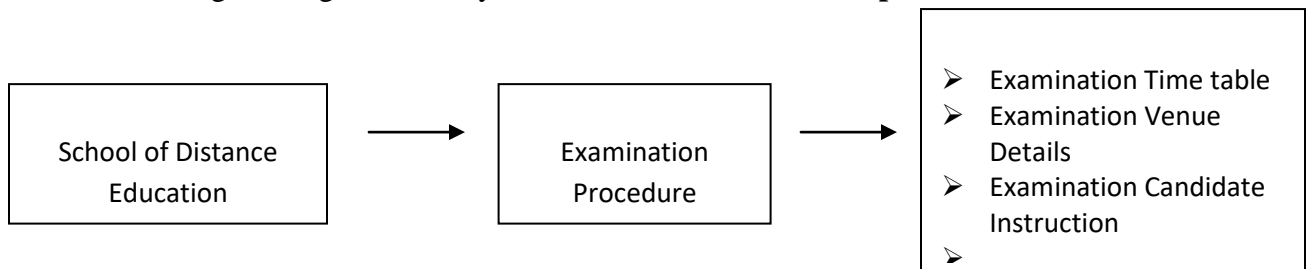 School of Distance
Education
Examination
Procedure
➢ Examination Time table
➢ Examination Venue
Details
➢ Examination Candidate
Instruction
➢